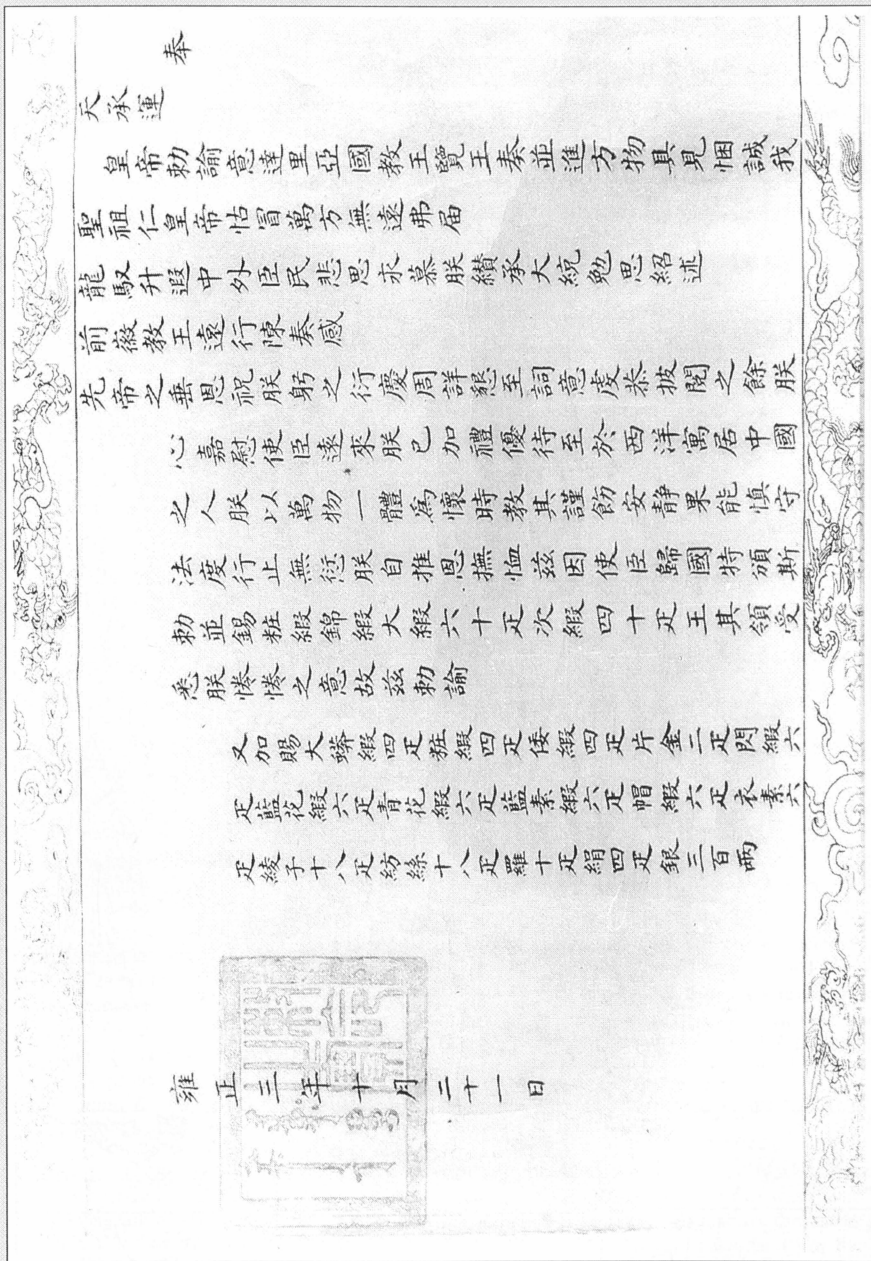 奉
天承運
皇帝勅諭意達里亞國教王覽王奏並進方物具見悃誠我
聖祖仁皇帝怙冒萬方無遠弗届
龍馭升遐中外臣民悲思永慕朕纘承大統勉思紹述
前徽教王遠行陳奏感
先帝之垂恩祝朕躬之衍慶周詳懇至詞意虔恭披閱之餘朕
心嘉慰使臣遠來朕已加禮優待至於西洋寓居中國
之人朕以萬物一體爲懷時教其謹飭安静果能慎守
法度行止無愆朕自推恩撫恤兹因使臣歸國特頒斯
勅並錫粧緞錦緞大緞六十疋次緞四十疋王其領受
悉朕惓惓之意故兹勅諭
又加賜大蟒緞四疋粧緞四疋倭緞四疋片金二疋閃緞六
疋藍花緞六疋青花緞六疋藍素緞六疋帽緞六疋衣素六
疋綾子十八疋紡絲十八疋羅十疋絹四疋銀三百兩
雍正三年十月二十一日